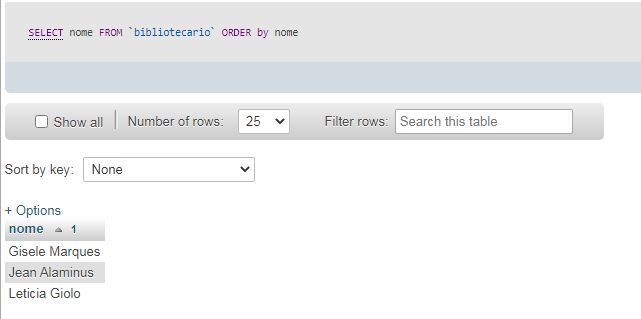 SELECT nome FROM `bibliotecario` ORDER by nome
Show all Number of rows: 25 Filter rows: Search this table
Sort by key: None
+ Options
nome 1
Gisele Marques
Jean Alaminus
Leticia Giolo